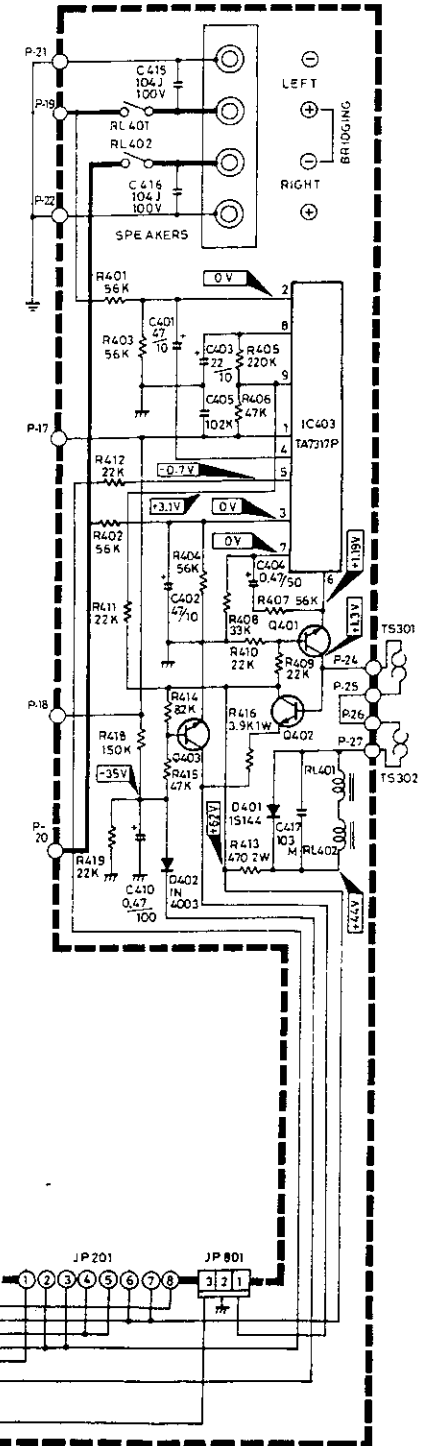 P-21
C415
104J
100V
LEFT
P-19
RL401
RL402
BRIDGING
C416
104J
100V
RIGHT
P-22
SPEAKERS
R401
56K
0V
2
R403
56K
C401
47/10
8
C403
22/10
R405
220K
9
C405
102K
R406
47K
IC403
TA7317P
P-17
1
4
R412
22K
-0.7V
5
+3.1V
0V
3
R402
56K
0V
7
R404
56K
C404
0.47/50
6
+1.19V
C402
47/10
R407 56K
R411
22K
R408
33K
Q401
+1.3V
R410
22K
R409
22K
P-24
TS301
P-25
P-18
R414
82K
R416
3.9K1W
Q402
P-26
R418
150K
Q403
P-27
TS302
-35V
R415
47K
RL401
D401
1S144
+62V
C417
103
M
RL402
P-20
R419
22K
R413
470 2W
C410
0.47/100
D402
1N
4003
+44V
JP201
JP801
1 2 3 4 5 6 7 8
3 2 1